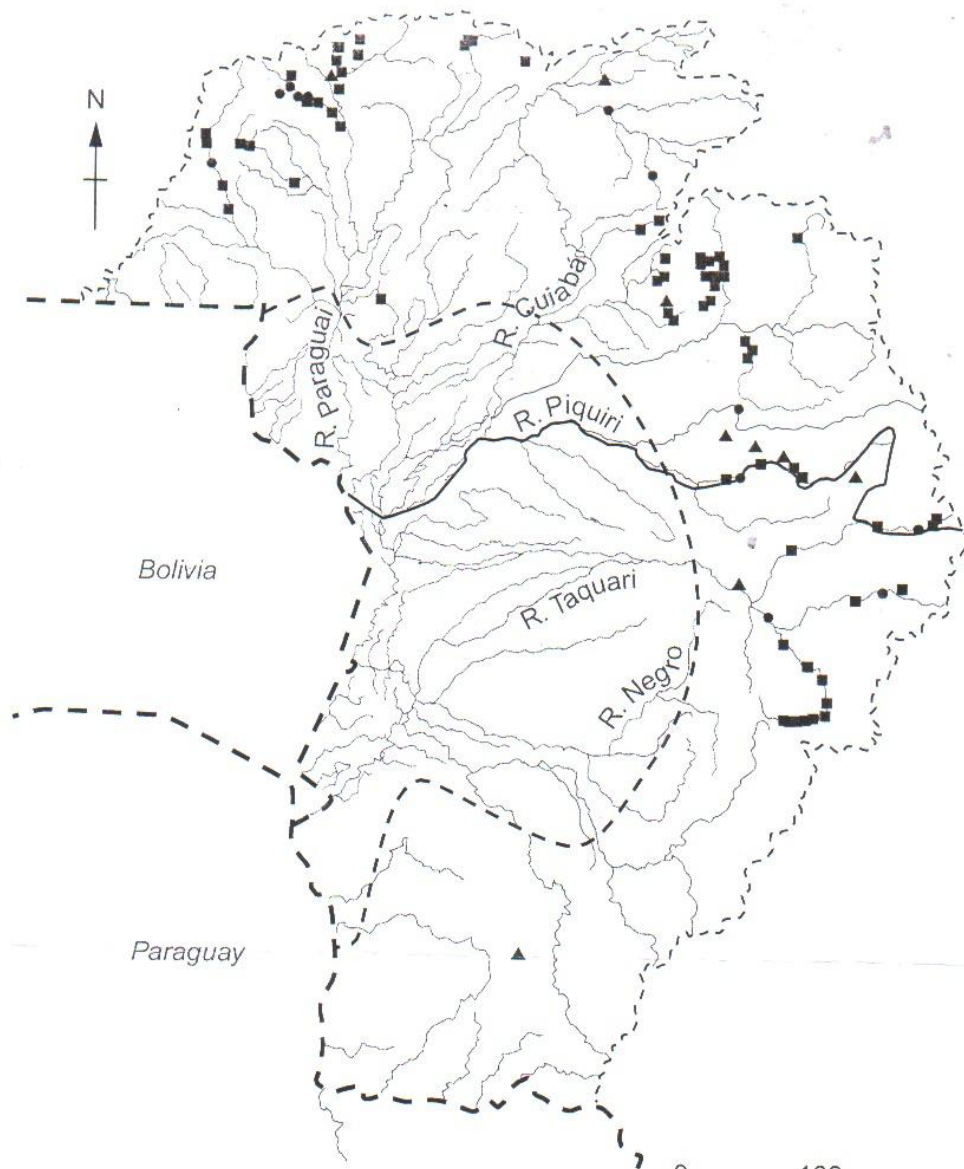 N
R. Cuiabá
R. Paraguai
R. Piquiri
Bolivia
R. Taquari
R. Negro
Paraguay